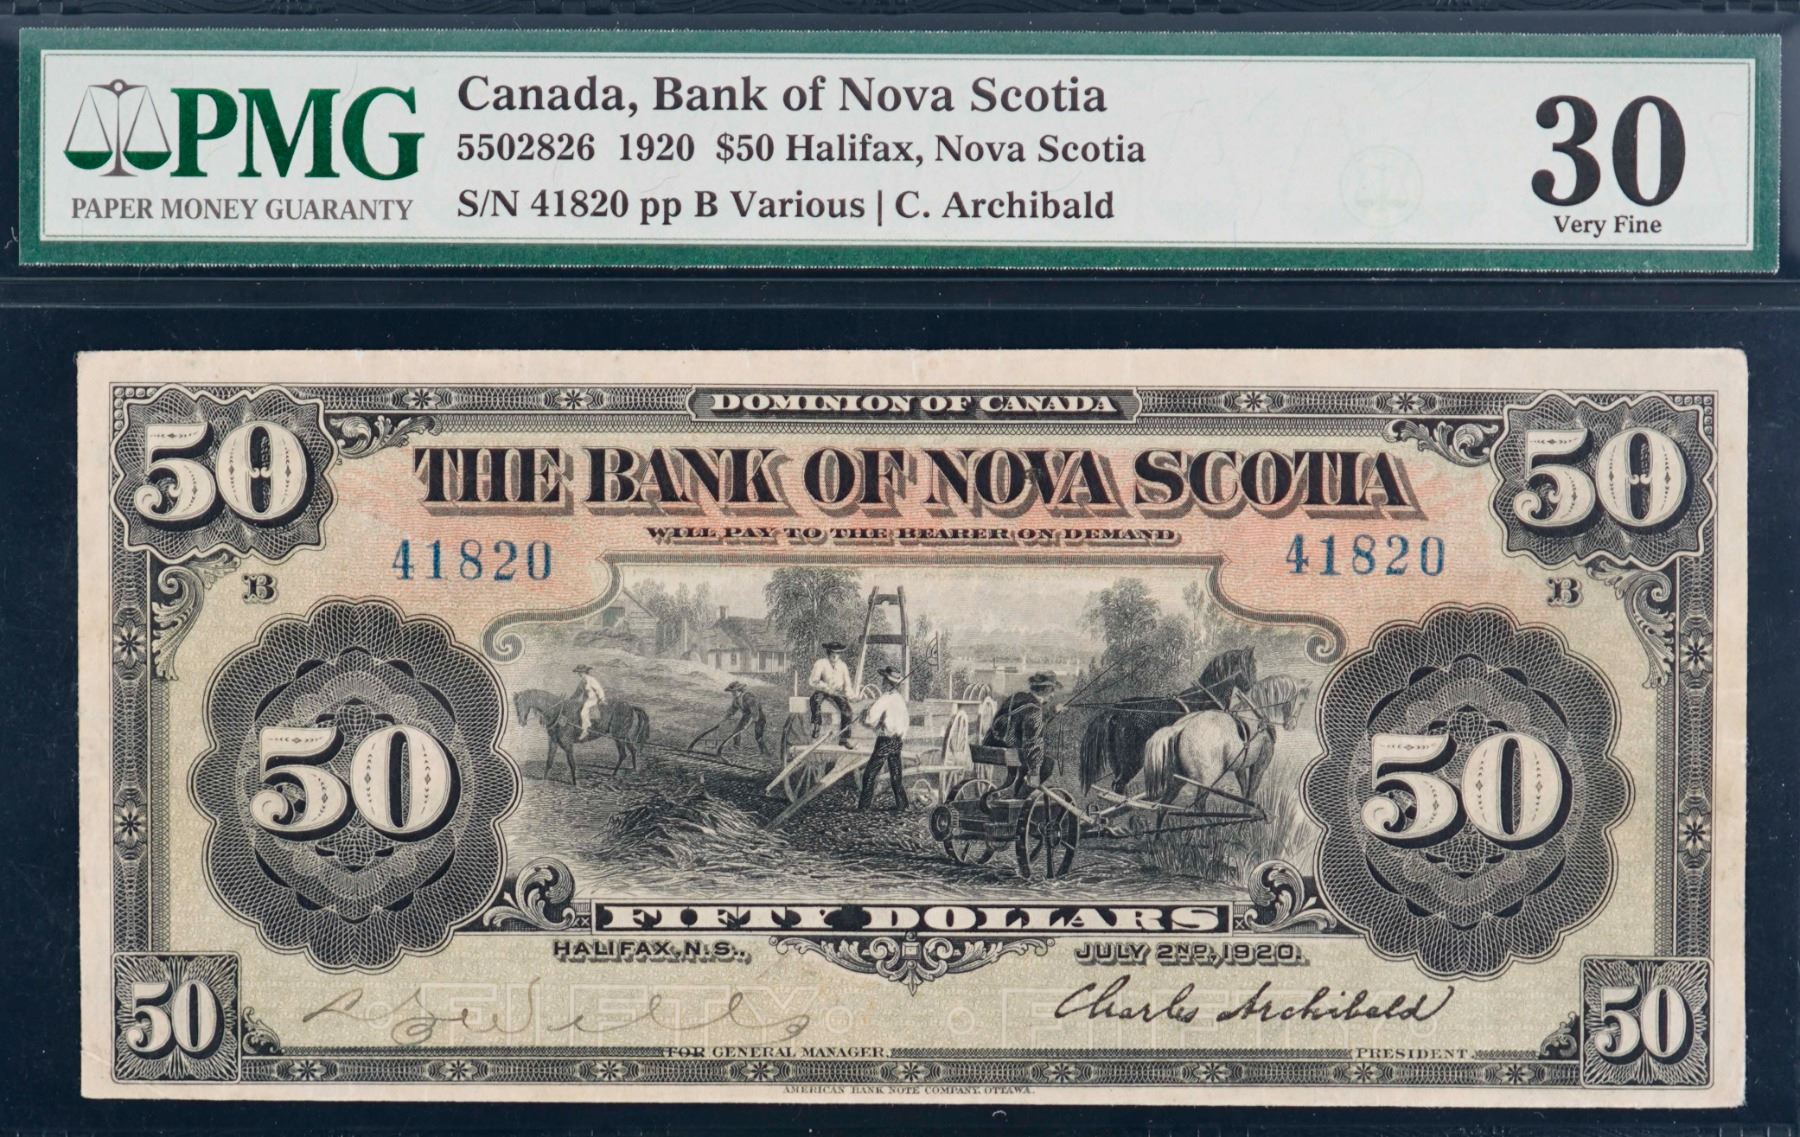 PMG
PAPER MONEY GUARANTY
Canada, Bank of Nova Scotia
5502826 1920 $50 Halifax, Nova Scotia
S/N 41820 pp B Various | C. Archibald
30
Very Fine
DOMINION OF CANADA
50 50
THE BANK OF NOVA SCOTIA
WILL PAY TO THE BEARER ON DEMAND
41820 41820
B B
50 50
FIFTY DOLLARS
HALIFAX, N.S., JULY 2ND, 1920.
FIFTY FIFTY
Charles Archibald
50 50
FOR GENERAL MANAGER. PRESIDENT.
AMERICAN BANK NOTE COMPANY, OTTAWA.